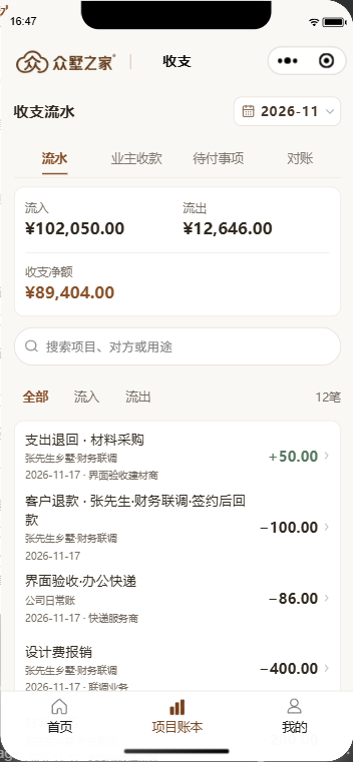 16:47
众墅之家
收支
收支流水
2026-11
流水 业主收款 待付事项 对账
流入 流出
¥102,050.00 ¥12,646.00
收支净额
¥89,404.00
搜索项目、对方或用途
全部 流入 流出 12笔
支出退回 · 材料采购
张先生乡墅·财务联调
+50.00
2026-11-17 · 界面验收建材商
客户退款 · 张先生·财务联调·签约后回
款
−100.00
张先生乡墅·财务联调
2026-11-17
界面验收·办公快递
公司日常账
−86.00
2026-11-17 · 快递服务商
设计费报销
张先生乡墅·财务联调
−400.00
2026-11-17 · 联调业务
首页 项目账本 我的